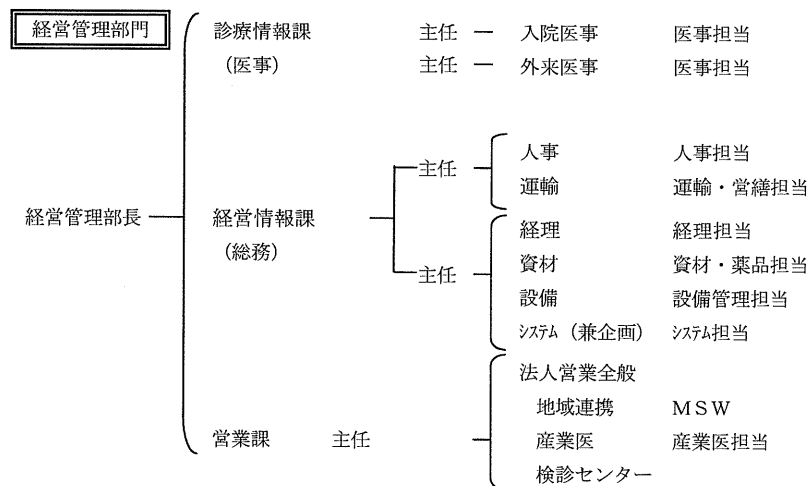 経営管理部門
診療情報課 主任 入院医事 医事担当
(医事) 主任 外来医事 医事担当
主任 人事 人事担当
運輸 運輸・営繕担当
経営管理部長 経営情報課
(総務)
経理 経理担当
主任 資材 資材・薬品担当
設備 設備管理担当
システム(兼企画) システム担当
法人営業全般
地域連携 MSW
営業課 主任 産業医 産業医担当
検診センター